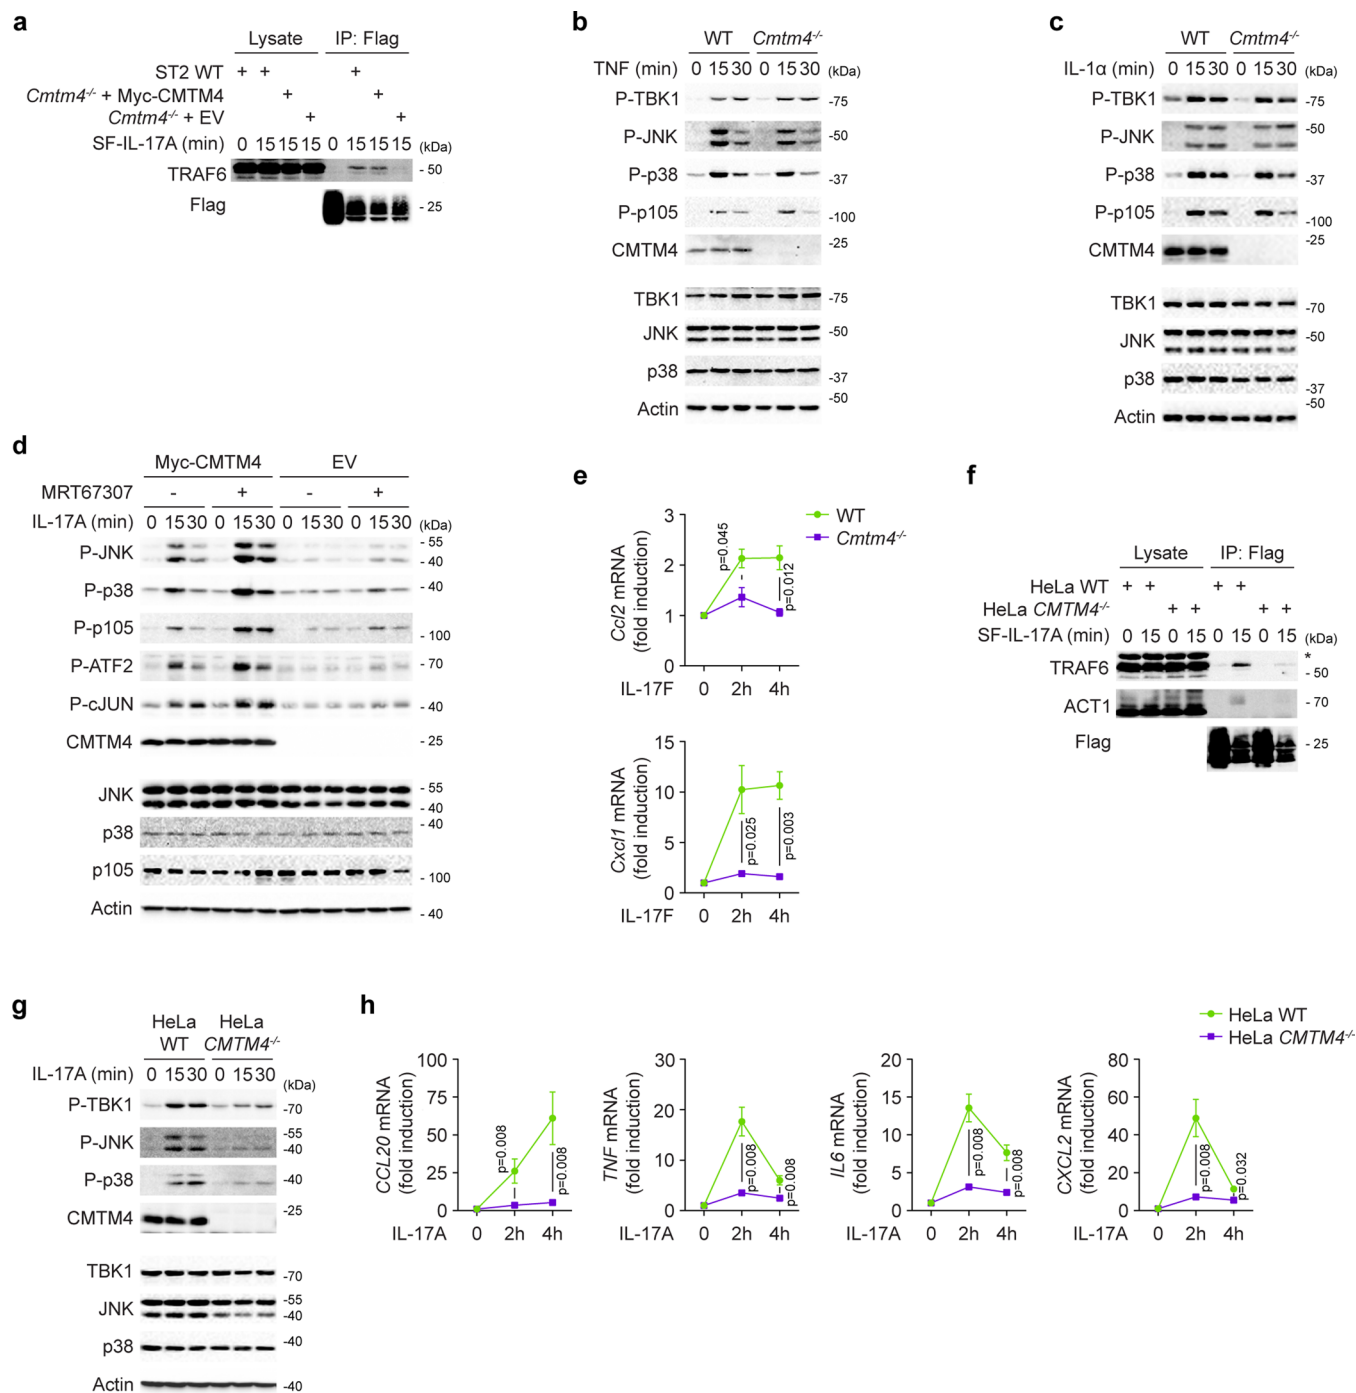 a
Lysate IP: Flag
ST2 WT + + +
Cmtm4-/- + Myc-CMTM4 + +
Cmtm4-/- + EV + +
SF-IL-17A (min) 0 15 15 15 0 15 15 15 (kDa)
TRAF6 - 50
Flag - 25
b
WT Cmtm4-/-
TNF (min) 0 15 30 0 15 30 (kDa)
P-TBK1 -75
P-JNK -50
P-p38 -37
P-p105 -100
CMTM4 -25
TBK1 -75
JNK -50
p38 -37
Actin -50
c
WT Cmtm4-/-
IL-1α (min) 0 15 30 0 15 30 (kDa)
P-TBK1 -75
P-JNK -50
P-p38 -37
P-p105 -100
CMTM4 -25
TBK1 -70
JNK -50
p38 -37
Actin -50
d
Myc-CMTM4 EV
MRT67307 - + - +
IL-17A (min) 0 15 30 0 15 30 0 15 30 0 15 30 (kDa)
P-JNK - 55
- 40
P-p38 - 40
P-p105 - 100
P-ATF2 - 70
P-cJUN - 40
CMTM4 - 25
JNK - 55
- 40
p38 - 40
p105 - 100
Actin - 40
e
WT
Cmtm4-/-
Ccl2 mRNA
(fold induction)
3
2
1
0
p=0.045
p=0.012
IL-17F 0 2h 4h
Cxcl1 mRNA
(fold induction)
15
10
5
0
p=0.025
p=0.003
IL-17F 0 2h 4h
f
Lysate IP: Flag
HeLa WT + + + +
HeLa CMTM4-/- + + + +
SF-IL-17A (min) 0 15 0 15 0 15 0 15 (kDa)
TRAF6 *
- 50
ACT1 - 70
Flag - 25
g
HeLa HeLa
WT CMTM4-/-
IL-17A (min) 0 15 30 0 15 30 (kDa)
P-TBK1 -70
P-JNK -55
-40
P-p38 -40
CMTM4 -25
TBK1 -70
JNK -55
-40
p38 -40
Actin -40
h
HeLa WT
HeLa CMTM4-/-
CCL20 mRNA
(fold induction)
100
75
50
25
0
p=0.008
p=0.008
IL-17A 0 2h 4h
TNF mRNA
(fold induction)
30
20
10
0
p=0.008
p=0.008
IL-17A 0 2h 4h
IL6 mRNA
(fold induction)
20
15
10
5
0
p=0.008
p=0.008
IL-17A 0 2h 4h
CXCL2 mRNA
(fold induction)
80
60
40
20
0
p=0.008
p=0.032
IL-17A 0 2h 4h